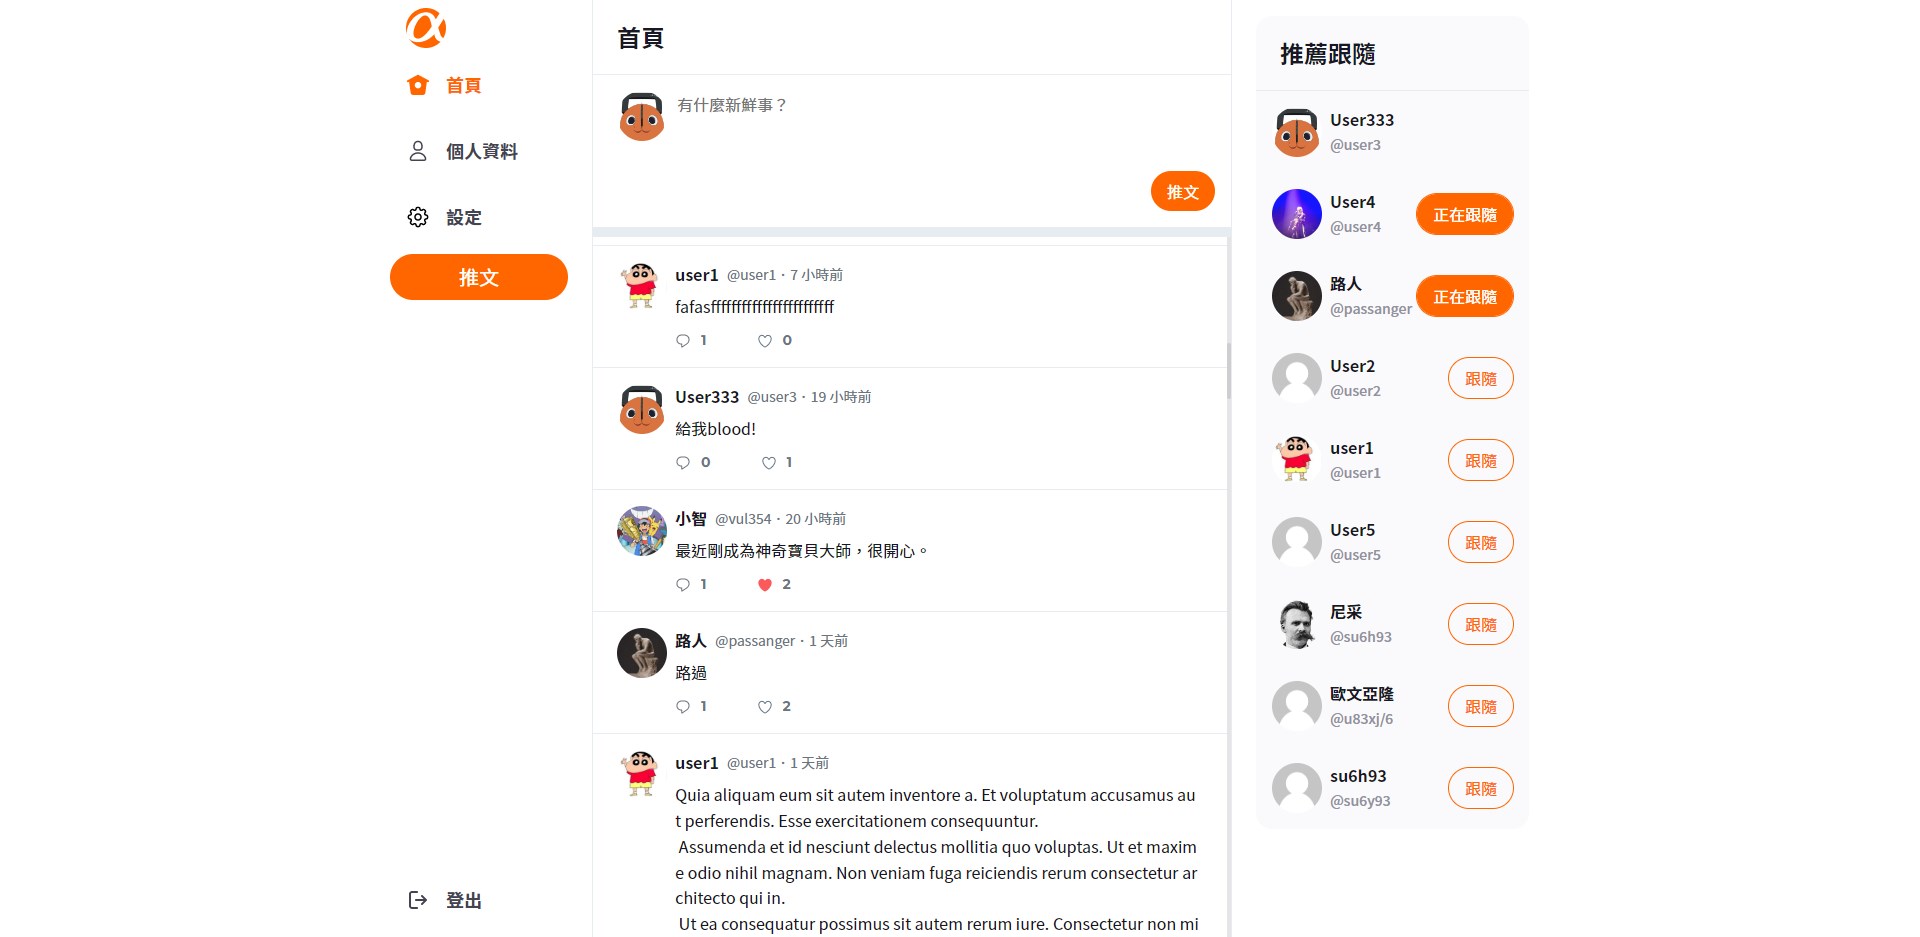 首頁
個人資料
設定
推文
登出
首頁
有什麼新鮮事？
推文
user1 @user1・7 小時前
fafasffffffffffffffffffffffff
1 0
User333 @user3・19 小時前
給我blood!
0 1
小智 @vul354・20 小時前
最近剛成為神奇寶貝大師，很開心。
1 2
路人 @passanger・1 天前
路過
1 2
user1 @user1・1 天前
Quia aliquam eum sit autem inventore a. Et voluptatum accusamus au
t perferendis. Esse exercitationem consequuntur.
Assumenda et id nesciunt delectus mollitia quo voluptas. Ut et maxim
e odio nihil magnam. Non veniam fuga reiciendis rerum consectetur ar
chitecto qui in.
Ut ea consequatur possimus sit autem rerum iure. Consectetur non mi
推薦跟隨
User333
@user3
User4
@user4
正在跟隨
路人
@passanger
正在跟隨
User2
@user2
跟隨
user1
@user1
跟隨
User5
@user5
跟隨
尼采
@su6h93
跟隨
歐文亞隆
@u83xj/6
跟隨
su6h93
@su6y93
跟隨